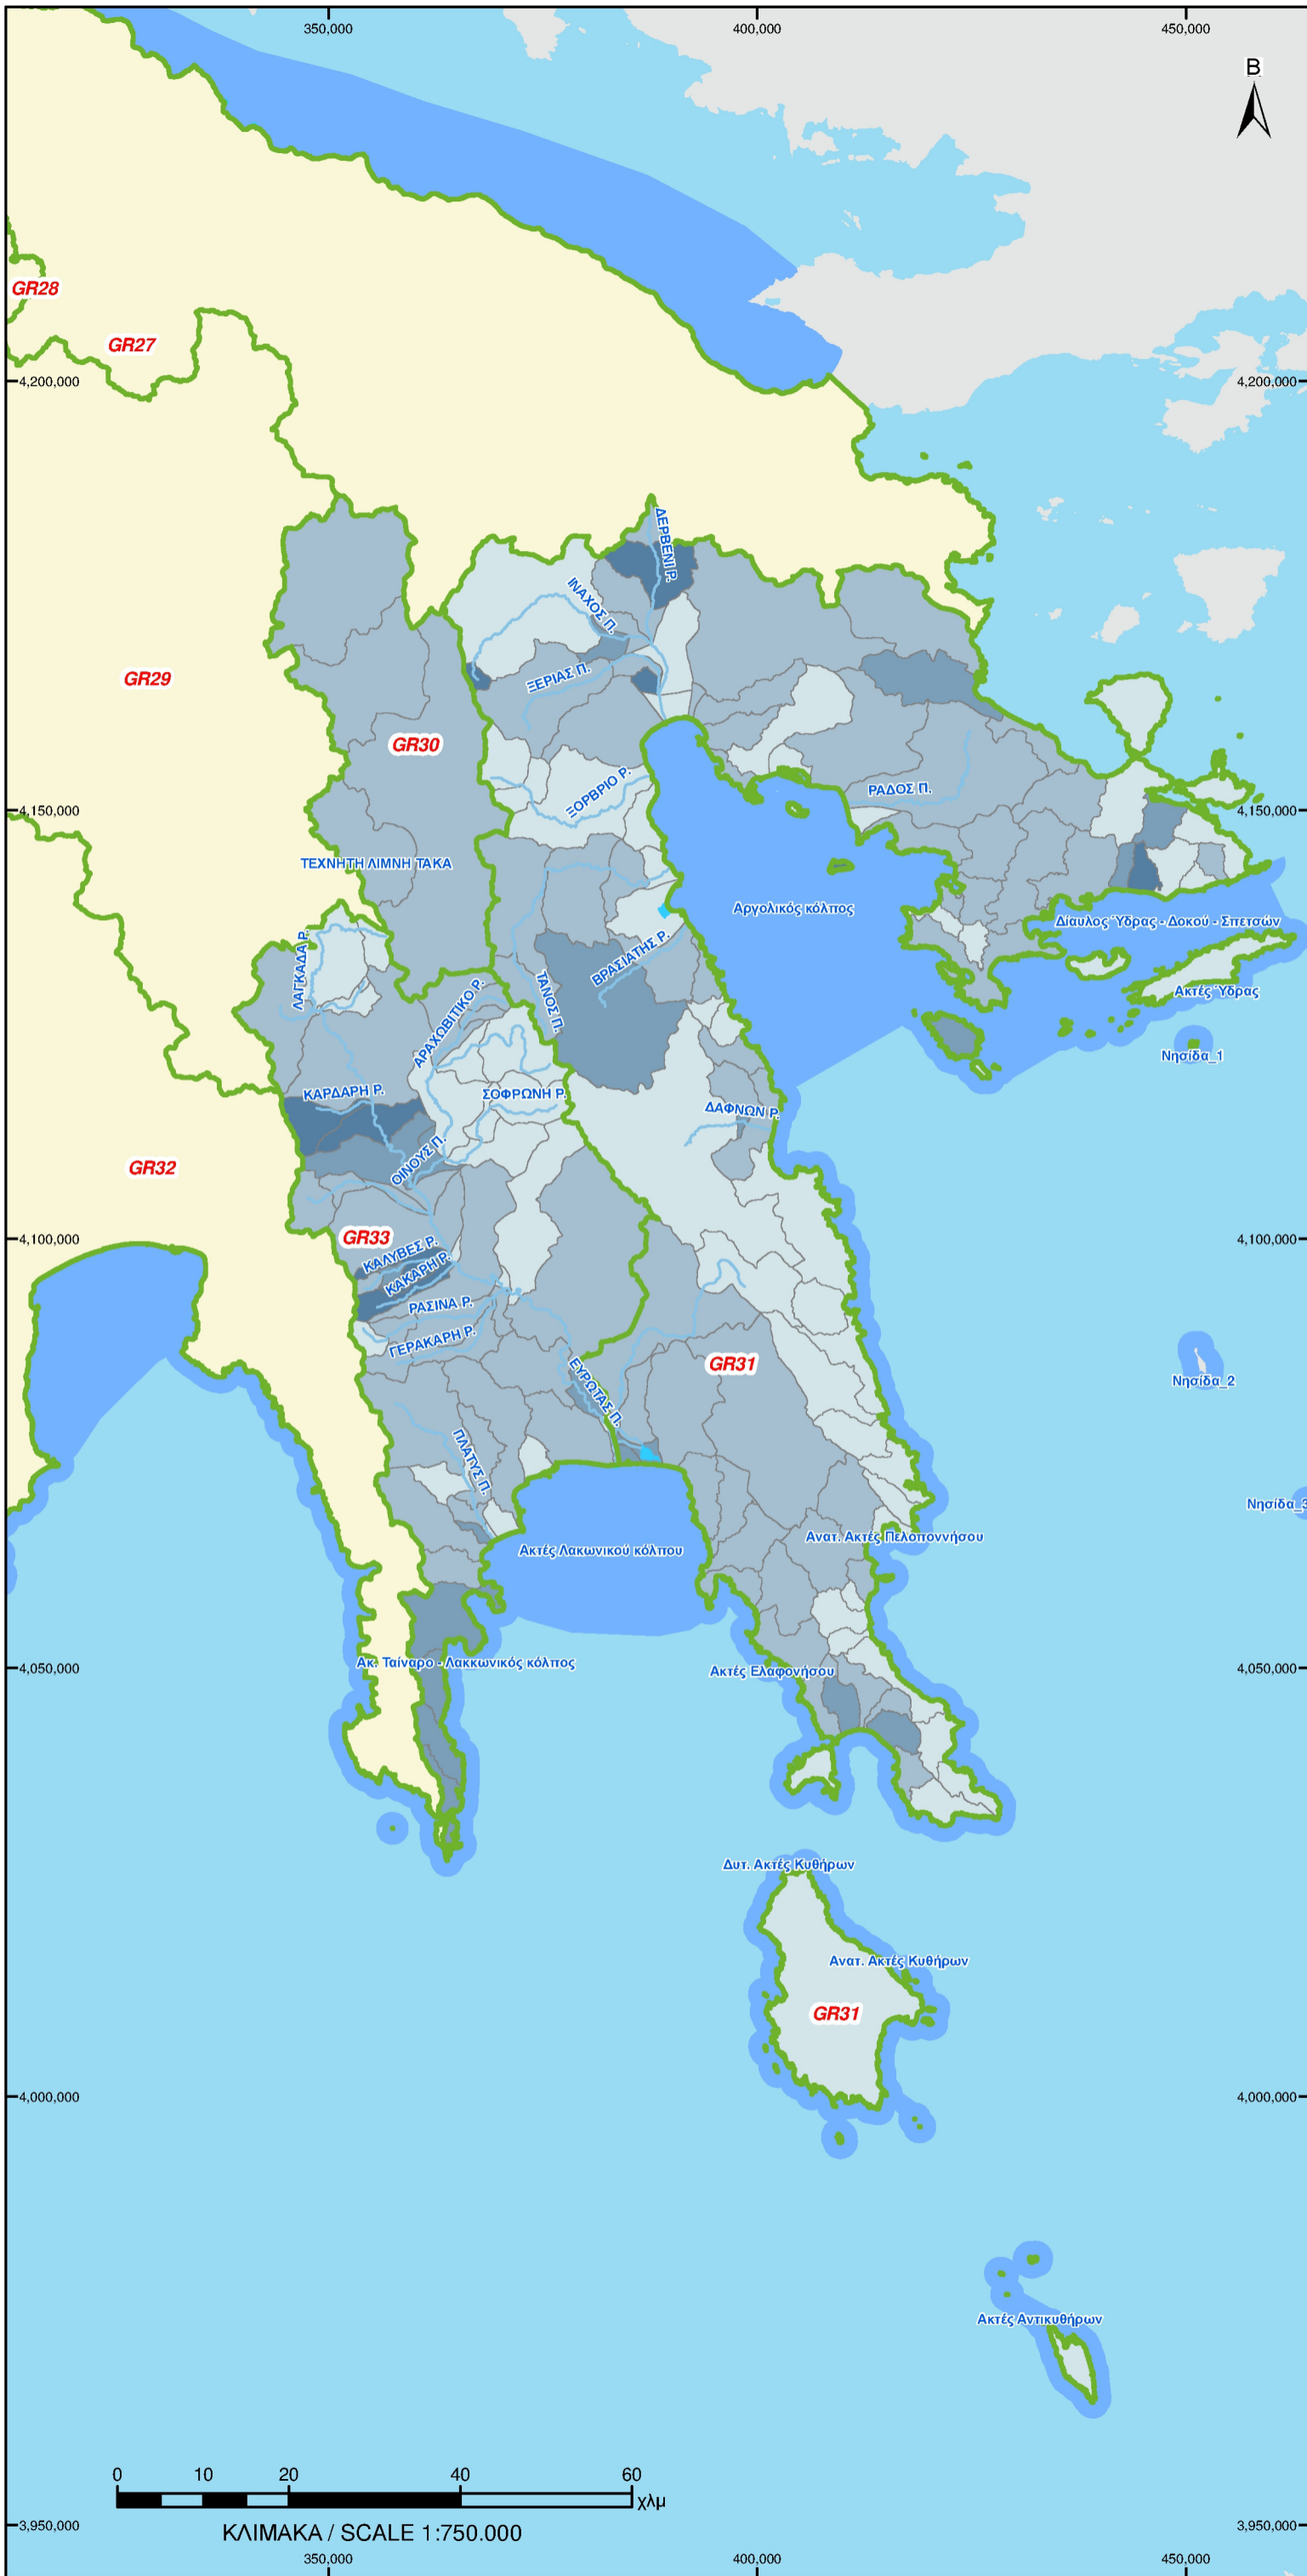 350,000
400,000
450,000
B
GR28
GR27
4,200,000
4,200,000
ΔΕΡΒΕΝΙ Ρ.
ΙΝΑΧΟΣ Π.
ΞΕΡΙΑΣ Π.
GR29
GR30
ΞΟΡΒΡΙΟ Ρ.
ΡΑΔΟΣ Π.
4,150,000
4,150,000
ΤΕΧΝΗΤΗ ΛΙΜΝΗ ΤΑΚΑ
Αργολικός κόλπος
Δίαυλος Ύδρας - Δοκού - Σπετσών
ΛΑΓΚΑΔΑ Ρ.
ΒΡΑΣΙΑΤΗΣ Ρ.
ΤΑΝΟΣ Π.
Ακτές Ύδρας
ΑΡΑΧΩΒΙΤΙΚΟ Ρ.
Νησίδα_1
ΚΑΡΔΑΡΗ Ρ.
ΣΟΦΡΩΝΗ Ρ.
ΔΑΦΝΩΝ Ρ.
ΟΙΝΟΥΣ Π.
GR32
GR33
4,100,000
4,100,000
ΚΑΛΥΒΕΣ Ρ.
ΚΑΚΑΡΗ Ρ.
ΡΑΣΙΝΑ Ρ.
ΓΕΡΑΚΑΡΗ Ρ.
GR31
ΕΥΡΩΤΑΣ Π.
Νησίδα_2
ΠΛΑΤΥΣ Π.
Νησίδα_3
Ανατ. Ακτές Πελοποννήσου
Ακτές Λακωνικού κόλπου
Ακ. Ταίναρο - Λακκωνικός κόλπος
Ακτές Ελαφονήσου
4,050,000
4,050,000
Δυτ. Ακτές Κυθήρων
Ανατ. Ακτές Κυθήρων
GR31
4,000,000
4,000,000
Ακτές Αντικυθήρων
0 10 20 40 60
χλμ
ΚΛΙΜΑΚΑ / SCALE 1:750.000
3,950,000
3,950,000
350,000
400,000
450,000